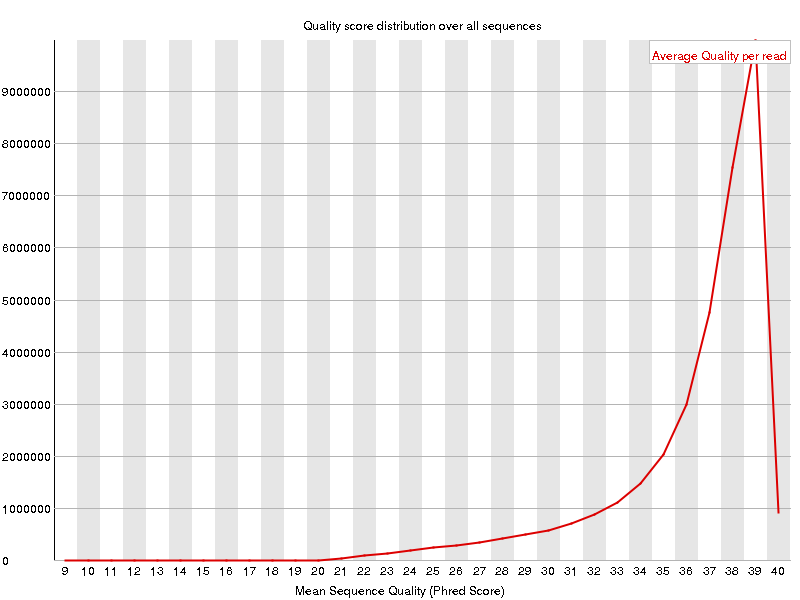 Quality score distribution over all sequences
Average Quality per read
9000000
8000000
7000000
6000000
5000000
4000000
3000000
2000000
1000000
0
9 10 11 12 13 14 15 16 17 18 19 20 21 22 23 24 25 26 27 28 29 30 31 32 33 34 35 36 37 38 39 40
Mean Sequence Quality (Phred Score)